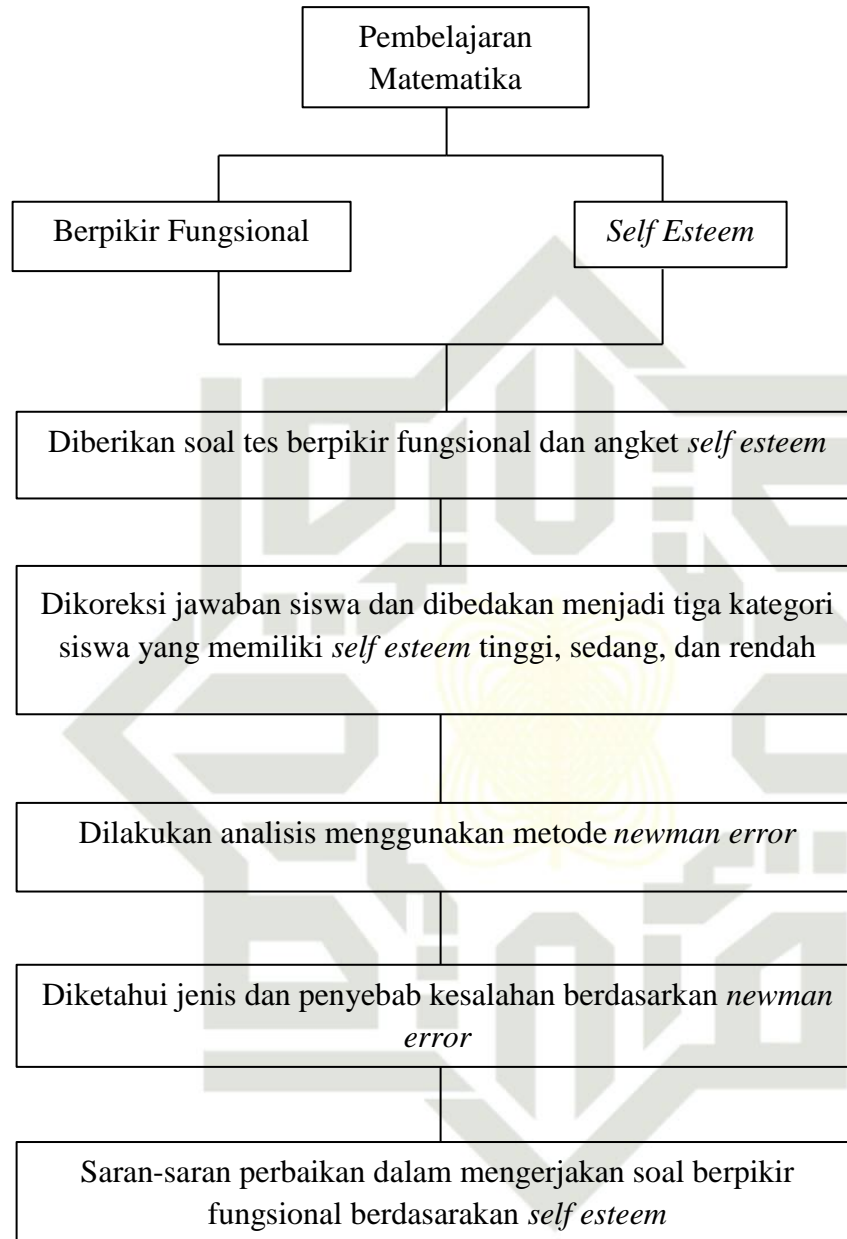 Pembelajaran
Matematika
Berpikir Fungsional
Self Esteem
Diberikan soal tes berpikir fungsional dan angket self esteem
Dikoreksi jawaban siswa dan dibedakan menjadi tiga kategori
siswa yang memiliki self esteem tinggi, sedang, dan rendah
Dilakukan analisis menggunakan metode newman error
Diketahui jenis dan penyebab kesalahan berdasarkan newman
error
Saran-saran perbaikan dalam mengerjakan soal berpikir
fungsional berdasarakan self esteem